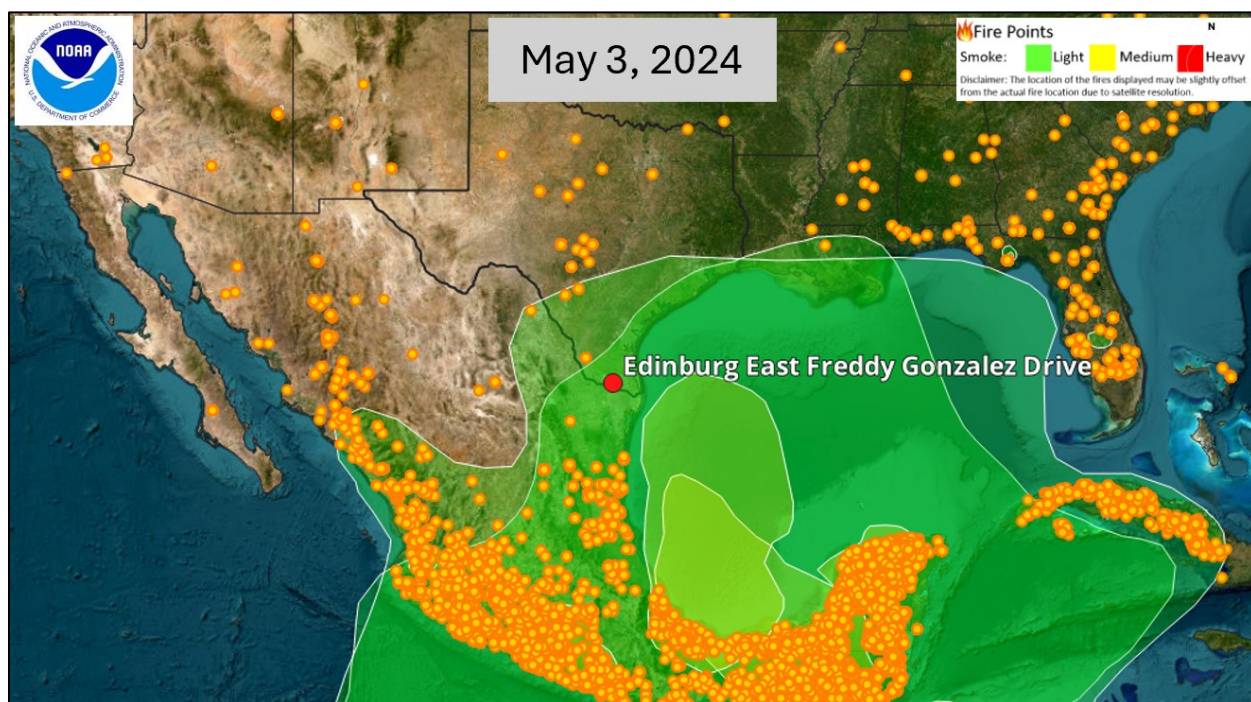 NATIONAL OCEANIC AND ATMOSPHERIC ADMINISTRATION
NOAA
U.S. DEPARTMENT OF COMMERCE
May 3, 2024
Fire Points
N
Smoke: Light Medium Heavy
Disclaimer: The location of the fires displayed may be slightly offset
from the actual fire location due to satellite resolution.
Edinburg East Freddy Gonzalez Drive